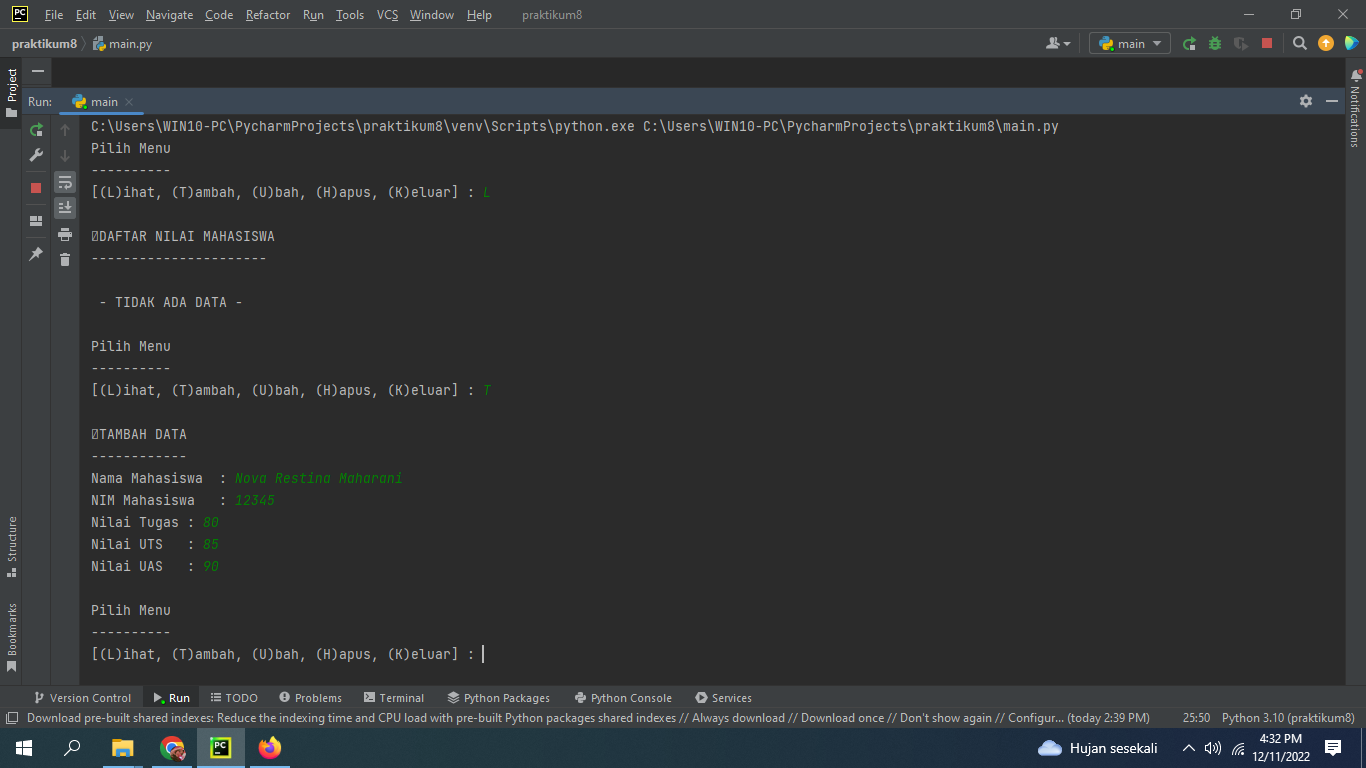 PC File Edit View Navigate Code Refactor Run Tools VCS Window Help praktikum8
praktikum8 main.py main
Project
Notifications
Run: main
C:\Users\WIN10-PC\PycharmProjects\praktikum8\venv\Scripts\python.exe C:\Users\WIN10-PC\PycharmProjects\praktikum8\main.py
Pilih Menu
----------
[(L)ihat, (T)ambah, (U)bah, (H)apus, (K)eluar] : L
DAFTAR NILAI MAHASISWA
----------------------
- TIDAK ADA DATA -
Pilih Menu
----------
[(L)ihat, (T)ambah, (U)bah, (H)apus, (K)eluar] : T
TAMBAH DATA
------------
Nama Mahasiswa  : Nova Restina Maharani
NIM Mahasiswa   : 12345
Nilai Tugas : 80
Nilai UTS   : 85
Nilai UAS   : 90
Pilih Menu
----------
[(L)ihat, (T)ambah, (U)bah, (H)apus, (K)eluar] :
Structure
Bookmarks
Version Control Run TODO Problems Terminal Python Packages Python Console Services
Download pre-built shared indexes: Reduce the indexing time and CPU load with pre-built Python packages shared indexes // Always download // Download once // Don't show again // Configur... (today 2:39 PM) 25:50 Python 3.10 (praktikum8)
PC Hujan sesekali 4:32 PM
12/11/2022